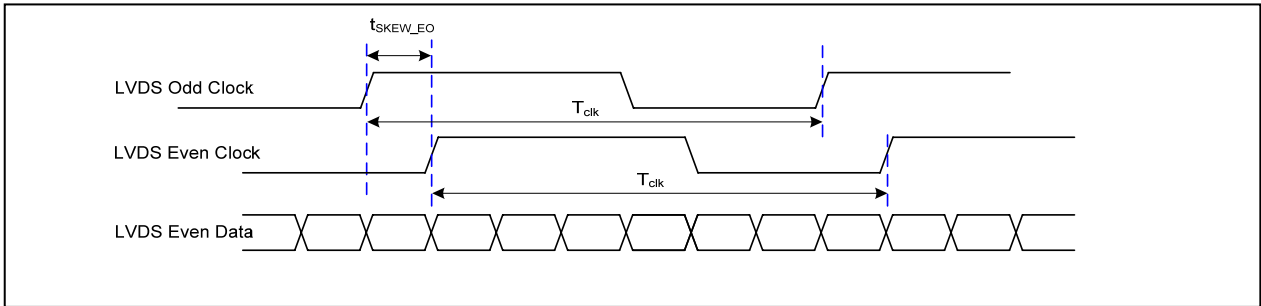 tSKEW_EO
LVDS Odd Clock
Tclk
LVDS Even Clock
Tclk
LVDS Even Data